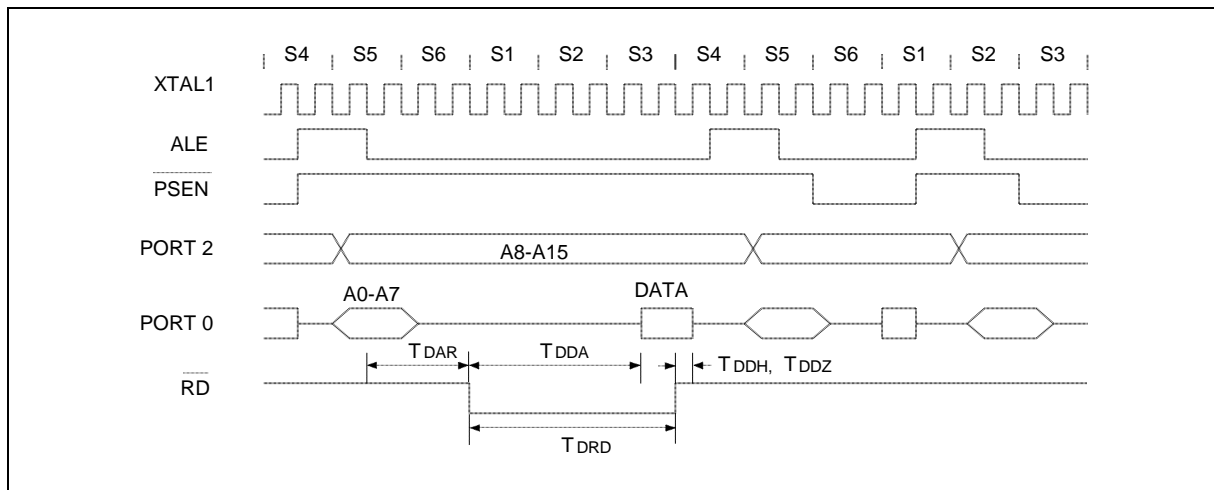 S4 S5 S6 S1 S2 S3 S4 S5 S6 S1 S2 S3
XTAL1
ALE
PSEN
PORT 2
A8-A15
A0-A7 DATA
PORT 0
TDAR TDDA TDDH, TDDZ
RD
TDRD